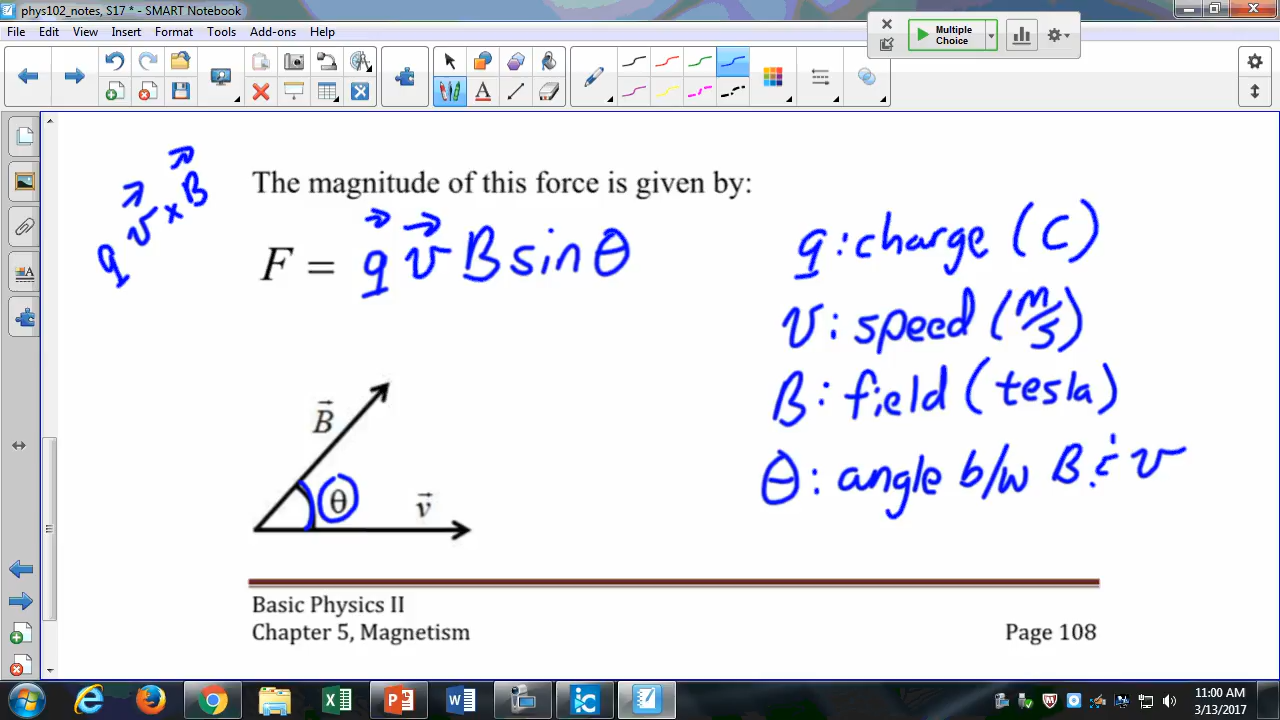 phys102_notes, S17 * - SMART Notebook
File Edit View Insert Format Tools Add-ons Help
Multiple
Choice
q v × B
The magnitude of this force is given by:
F = q v B sin θ
q : charge (C)
v : speed (m/s)
B : field (tesla)
θ : angle b/w B & v
B
θ
v
Basic Physics II
Chapter 5, Magnetism
Page 108
11:00 AM
3/13/2017